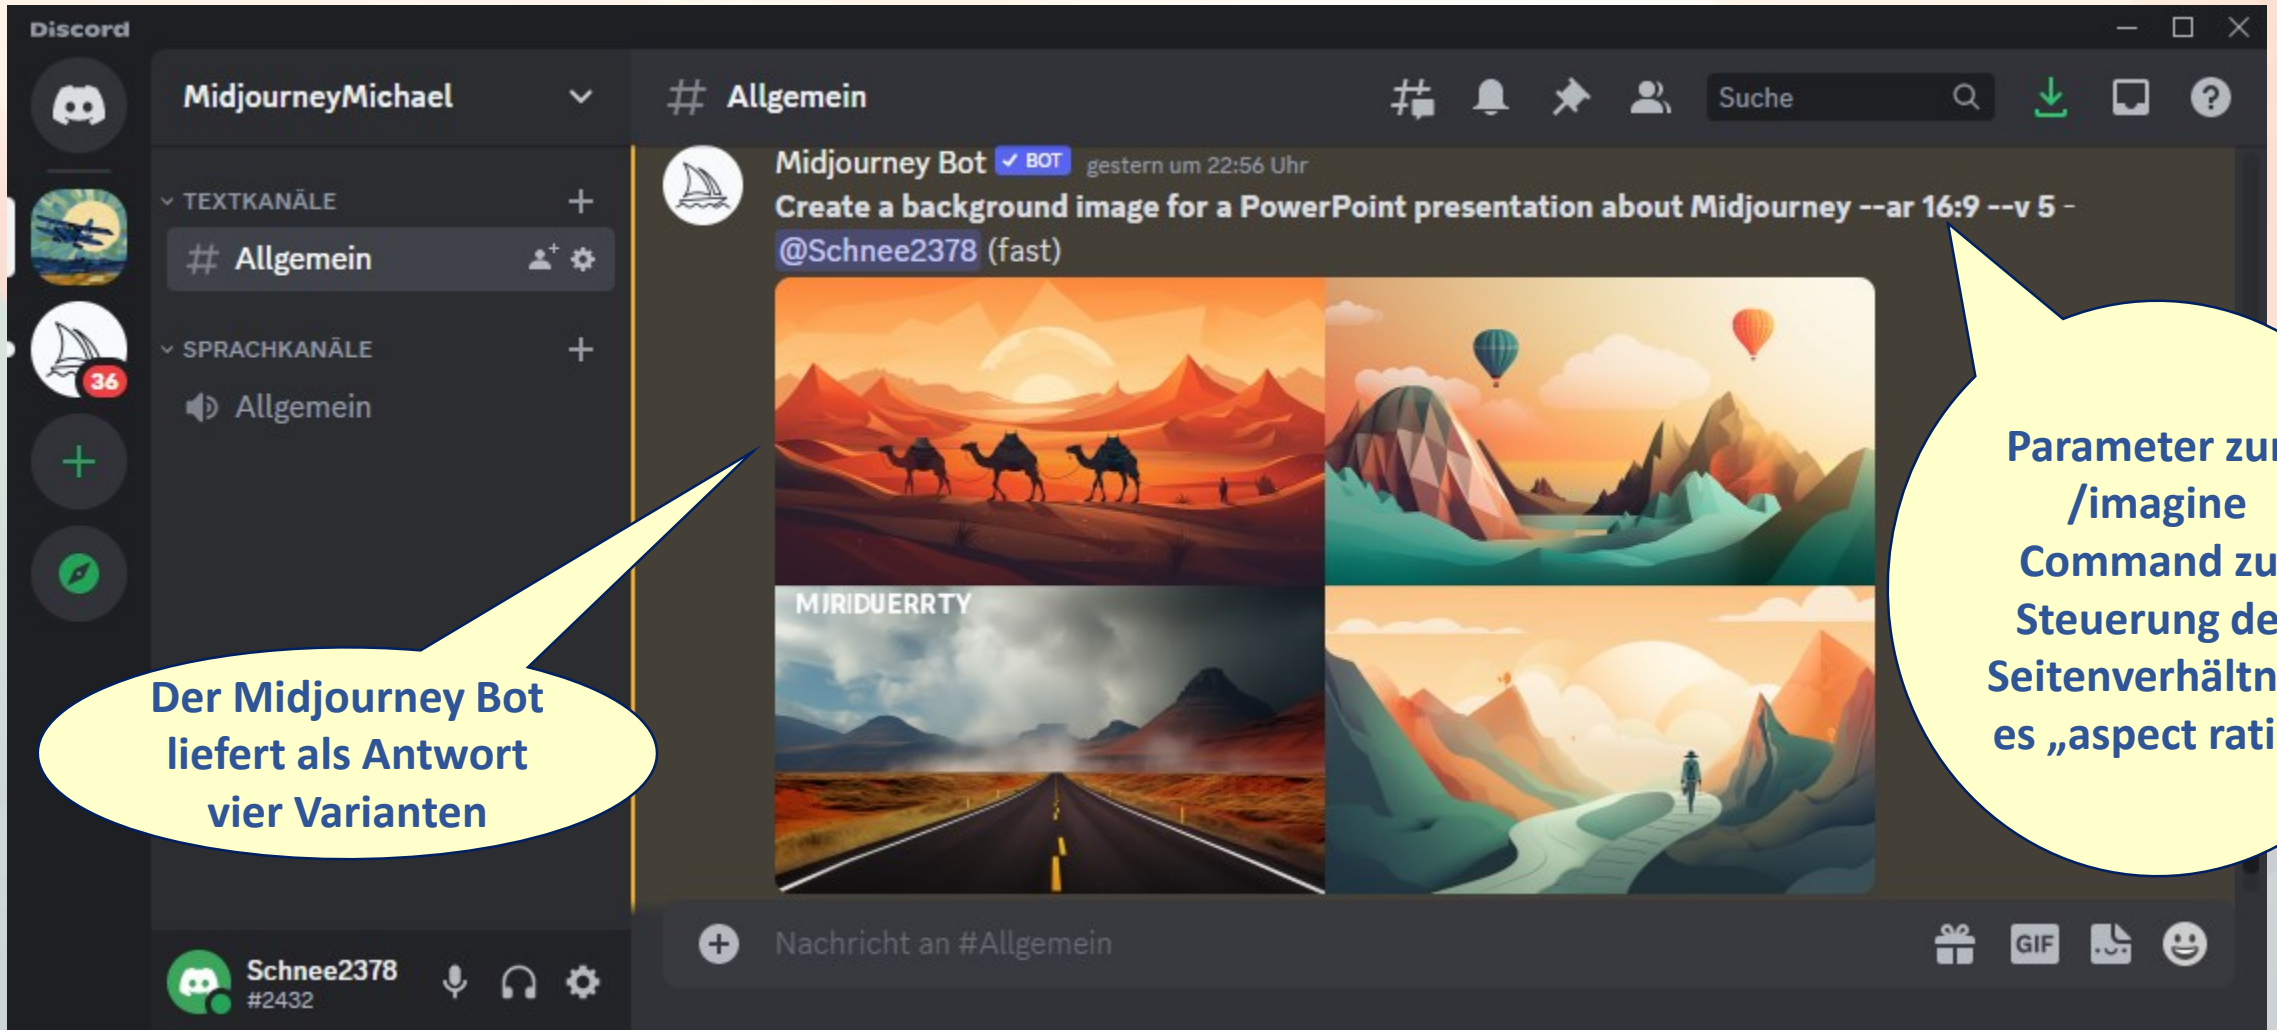 Discord
MidjourneyMichael
Allgemein
Suche
TEXTKANÄLE
Allgemein
SPRACHKANÄLE
Allgemein
36
Midjourney Bot BOT gestern um 22:56 Uhr
Create a background image for a PowerPoint presentation about Midjourney --ar 16:9 --v 5 -
@Schnee2378 (fast)
MJRIDUERRTY
Der Midjourney Bot
liefert als Antwort
vier Varianten
Parameter zu
/imagine
Command zu
Steuerung de
Seitenverhältn
es „aspect rati
Nachricht an #Allgemein
GIF
Schnee2378
#2432